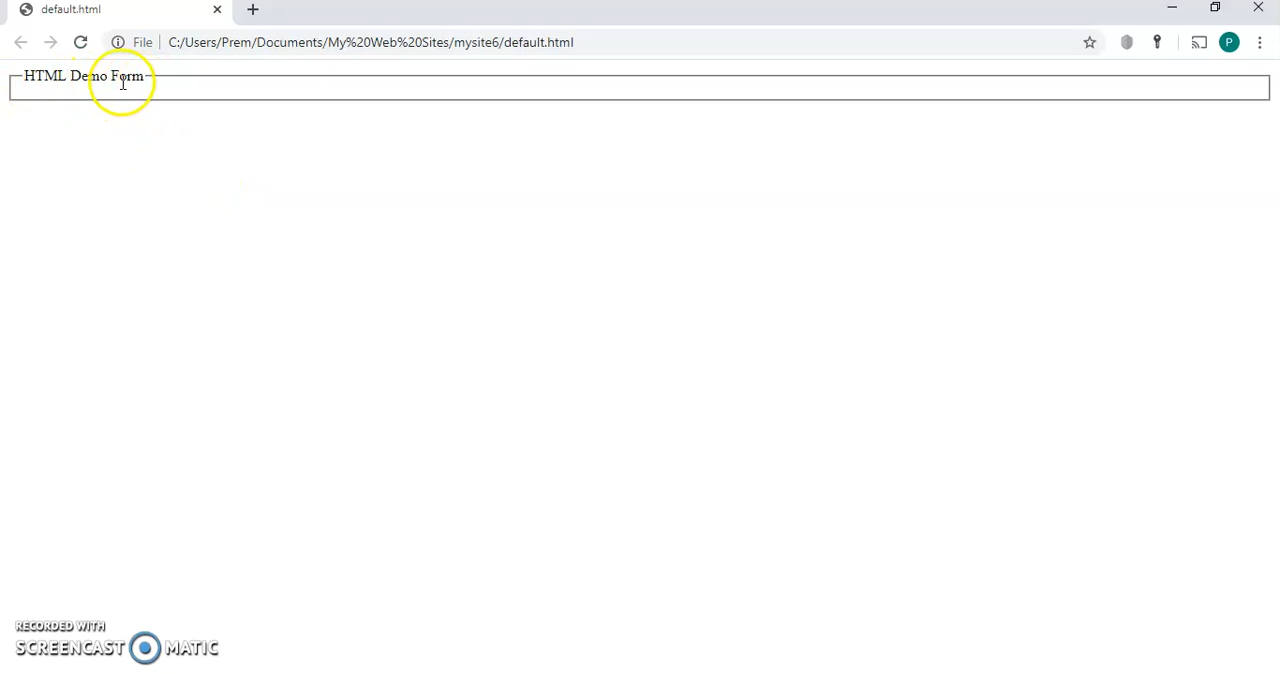 default.html
File
C:/Users/Prem/Documents/My%20Web%20Sites/mysite6/default.html
P
HTML Demo Form
RECORDED WITH
SCREENCAST MATIC